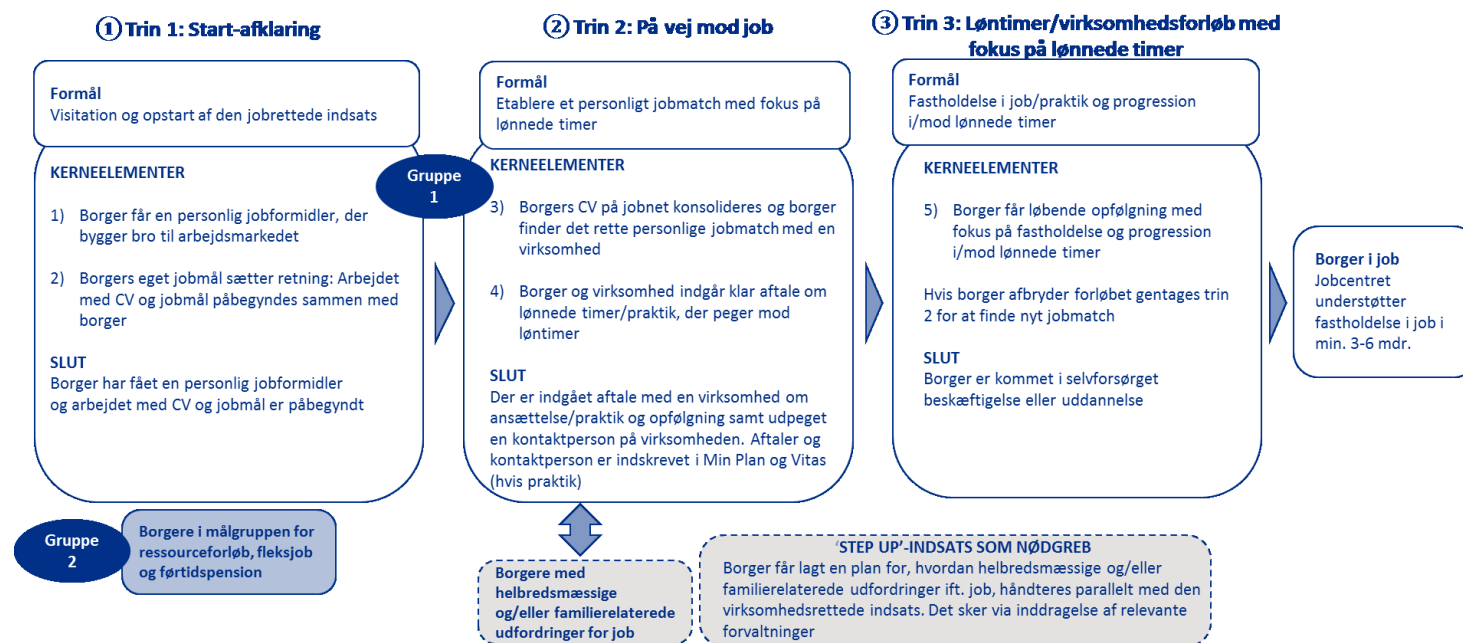 ① Trin 1: Start-afklaring
Formål
Visitation og opstart af den jobrettede indsats
KERNEELEMENTER
1) Borger får en personlig jobformidler, der
bygger bro til arbejdsmarkedet
2) Borgers eget jobmål sætter retning: Arbejdet
med CV og jobmål påbegyndes sammen med
borger
SLUT
Borger har fået en personlig jobformidler
og arbejdet med CV og jobmål er påbegyndt
Gruppe
2
Borgere i målgruppen for
ressourceforløb, fleksjob
og førtidspension
② Trin 2: På vej mod job
Formål
Etablere et personligt jobmatch med fokus på
lønnede timer
Gruppe
1
KERNEELEMENTER
3) Borgers CV på jobnet konsolideres og borger
finder det rette personlige jobmatch med en
virksomhed
4) Borger og virksomhed indgår klar aftale om
lønnede timer/praktik, der peger mod
løntimer
SLUT
Der er indgået aftale med en virksomhed om
ansættelse/praktik og opfølgning samt udpeget
en kontaktperson på virksomheden. Aftaler og
kontaktperson er indskrevet i Min Plan og Vitas
(hvis praktik)
Borgere med
helbredsmæssige
og/eller familierelaterede
udfordringer for job
'STEP UP'-INDSATS SOM NØDGREB
Borger får lagt en plan for, hvordan helbredsmæssige og/eller
familierelaterede udfordringer ift. job, håndteres parallelt med den
virksomhedsrettede indsats. Det sker via inddragelse af relevante
forvaltninger
③ Trin 3: Løntimer/virksomhedsforløb med
fokus på lønnede timer
Formål
Fastholdelse i job/praktik og progression
i/mod lønnede timer
KERNEELEMENTER
5) Borger får løbende opfølgning med
fokus på fastholdelse og progression
i/mod lønnede timer
Hvis borger afbryder forløbet gentages trin
2 for at finde nyt jobmatch
SLUT
Borger er kommet i selvforsørget
beskæftigelse eller uddannelse
Borger i job
Jobcentret
understøtter
fastholdelse i job i
min. 3-6 mdr.